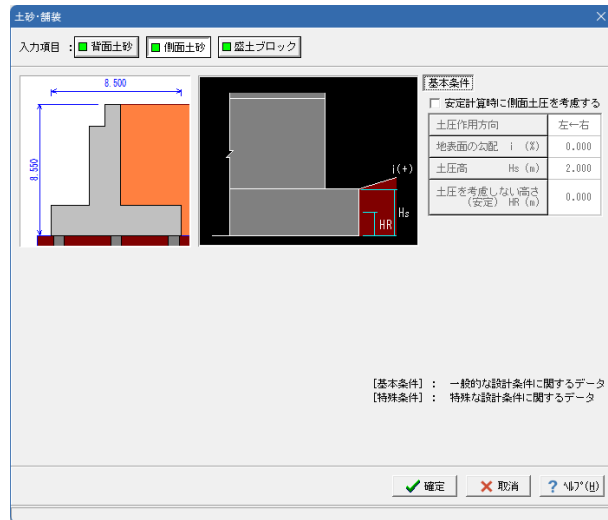 土砂・舗装
入力項目 : 背面土砂 側面土砂 盛土ブロック
8.500
8.550
i(+)
Hs
HR
基本条件
安定計算時に側面土圧を考慮する
土圧作用方向 左←右
地表面の勾配 i (%) 0.000
土圧高 Hs (m) 2.000
土圧を考慮しない高さ
(安定) HR (m) 0.000
[基本条件] : 一般的な設計条件に関するデータ
[特殊条件] : 特殊な設計条件に関するデータ
確定 取消 ? ﾍﾙﾌﾟ(H)